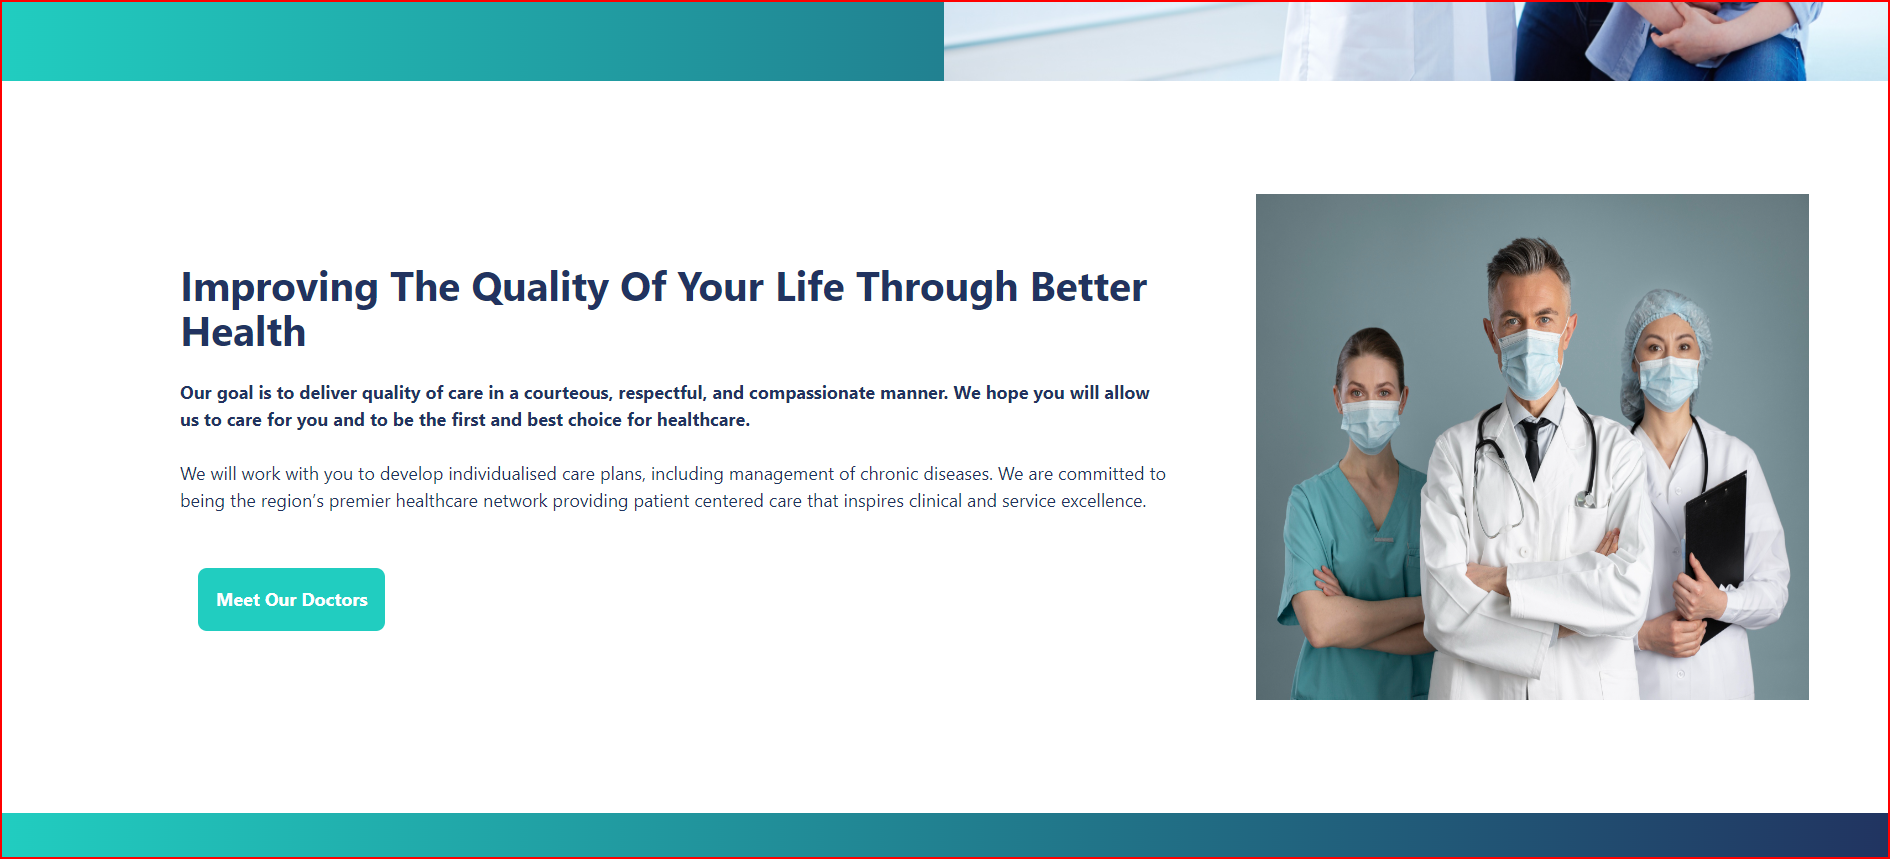 Improving The Quality Of Your Life Through Better
Health
Our goal is to deliver quality of care in a courteous, respectful, and compassionate manner. We hope you will allow
us to care for you and to be the first and best choice for healthcare.
We will work with you to develop individualised care plans, including management of chronic diseases. We are committed to
being the region’s premier healthcare network providing patient centered care that inspires clinical and service excellence.
Meet Our Doctors